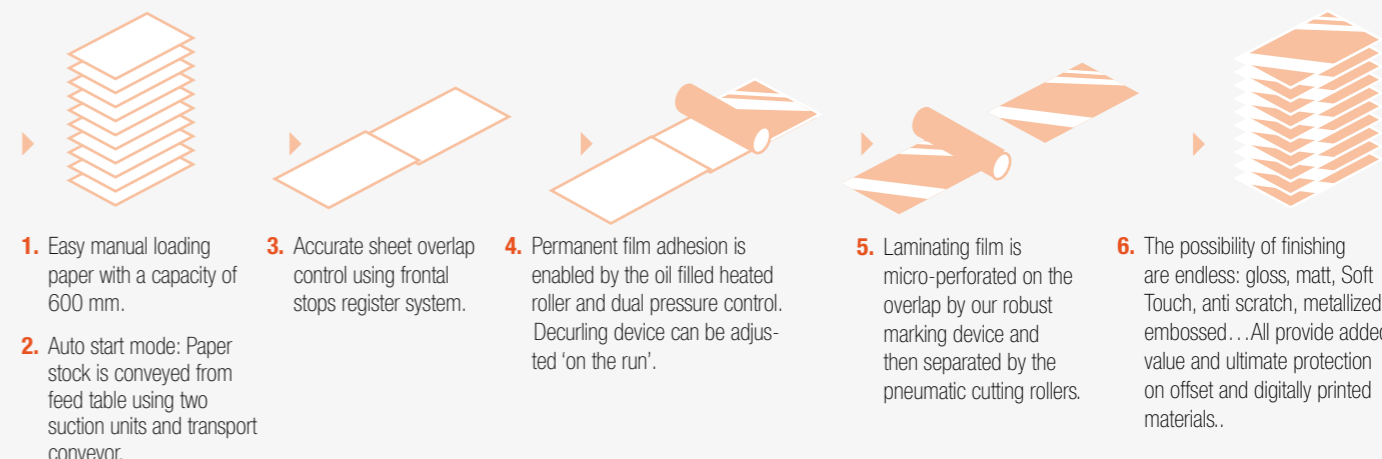 1. Easy manual loading
paper with a capacity of
600 mm.
2. Auto start mode: Paper
stock is conveyed from
feed table using two
suction units and transport
conveyor.
3. Accurate sheet overlap
control using frontal
stops register system.
4. Permanent film adhesion is
enabled by the oil filled heated
roller and dual pressure control.
Decurling device can be adjus-
ted ‘on the run’.
5. Laminating film is
micro-perforated on the
overlap by our robust
marking device and
then separated by the
pneumatic cutting rollers.
6. The possibility of finishing
are endless: gloss, matt, Soft
Touch, anti scratch, metallized
embossed…All provide added
value and ultimate protection
on offset and digitally printed
materials..